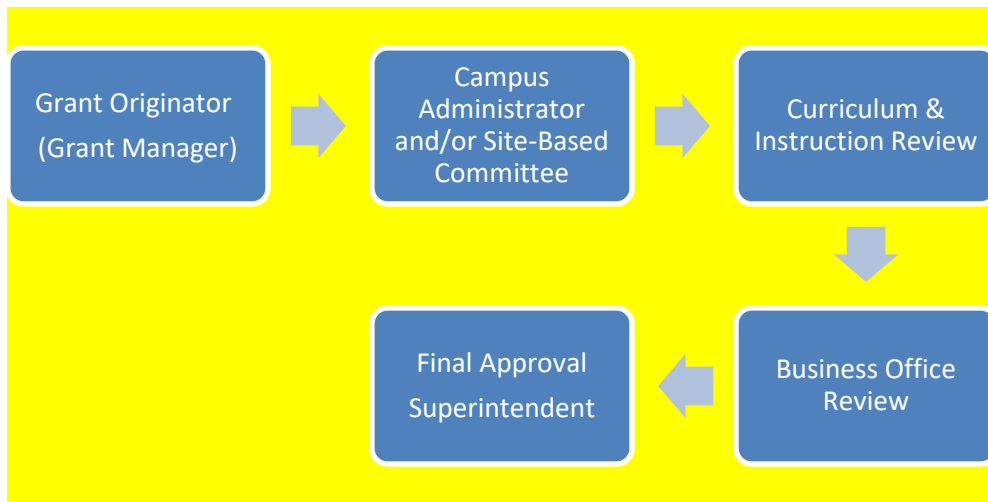 Grant Originator
(Grant Manager)
Campus
Administrator
and/or Site-Based
Committee
Curriculum &
Instruction Review
Business Office
Review
Final Approval
Superintendent